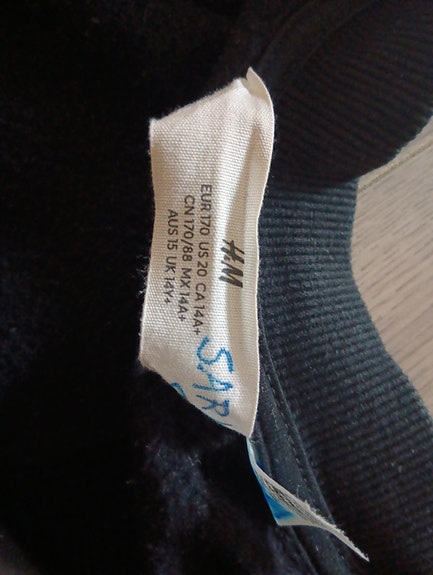 H&M
EUR 170 US 20 CA 14A+
CN 170/88 MX 14A+
AUS 15 UK 14Y+